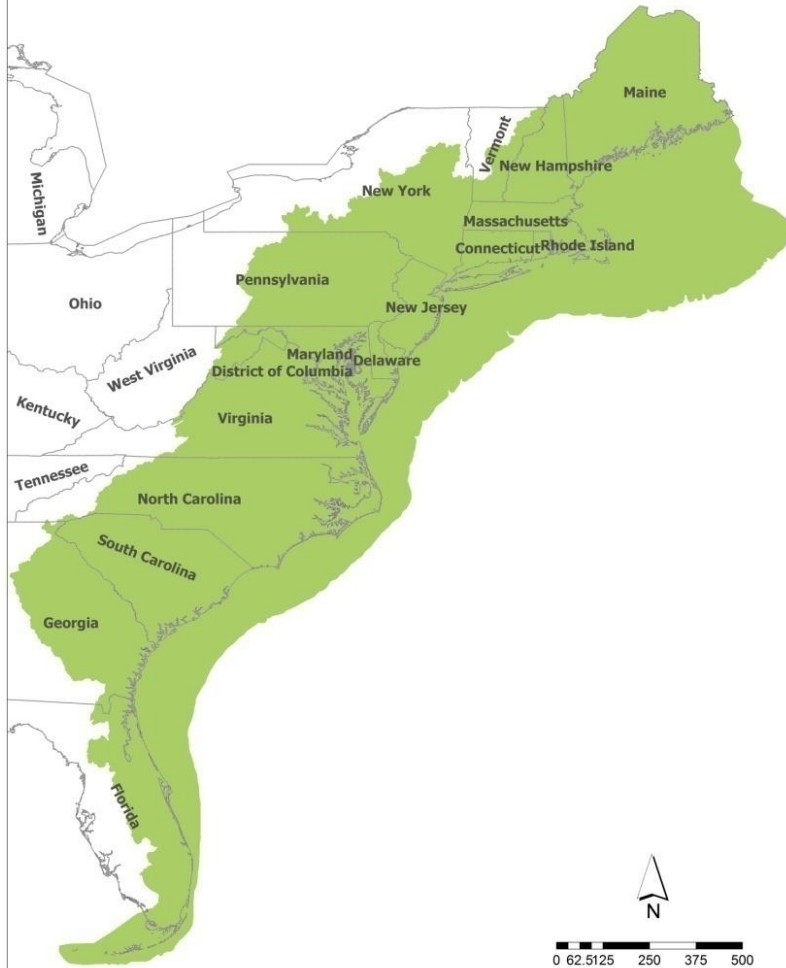 Maine
Vermont
New Hampshire
Michigan
New York
Massachusetts
Connecticut
Rhode Island
Pennsylvania
Ohio
New Jersey
Maryland
Delaware
West Virginia
District of Columbia
Kentucky
Virginia
Tennessee
North Carolina
South Carolina
Georgia
Florida
N
0 62.5125 250 375 500